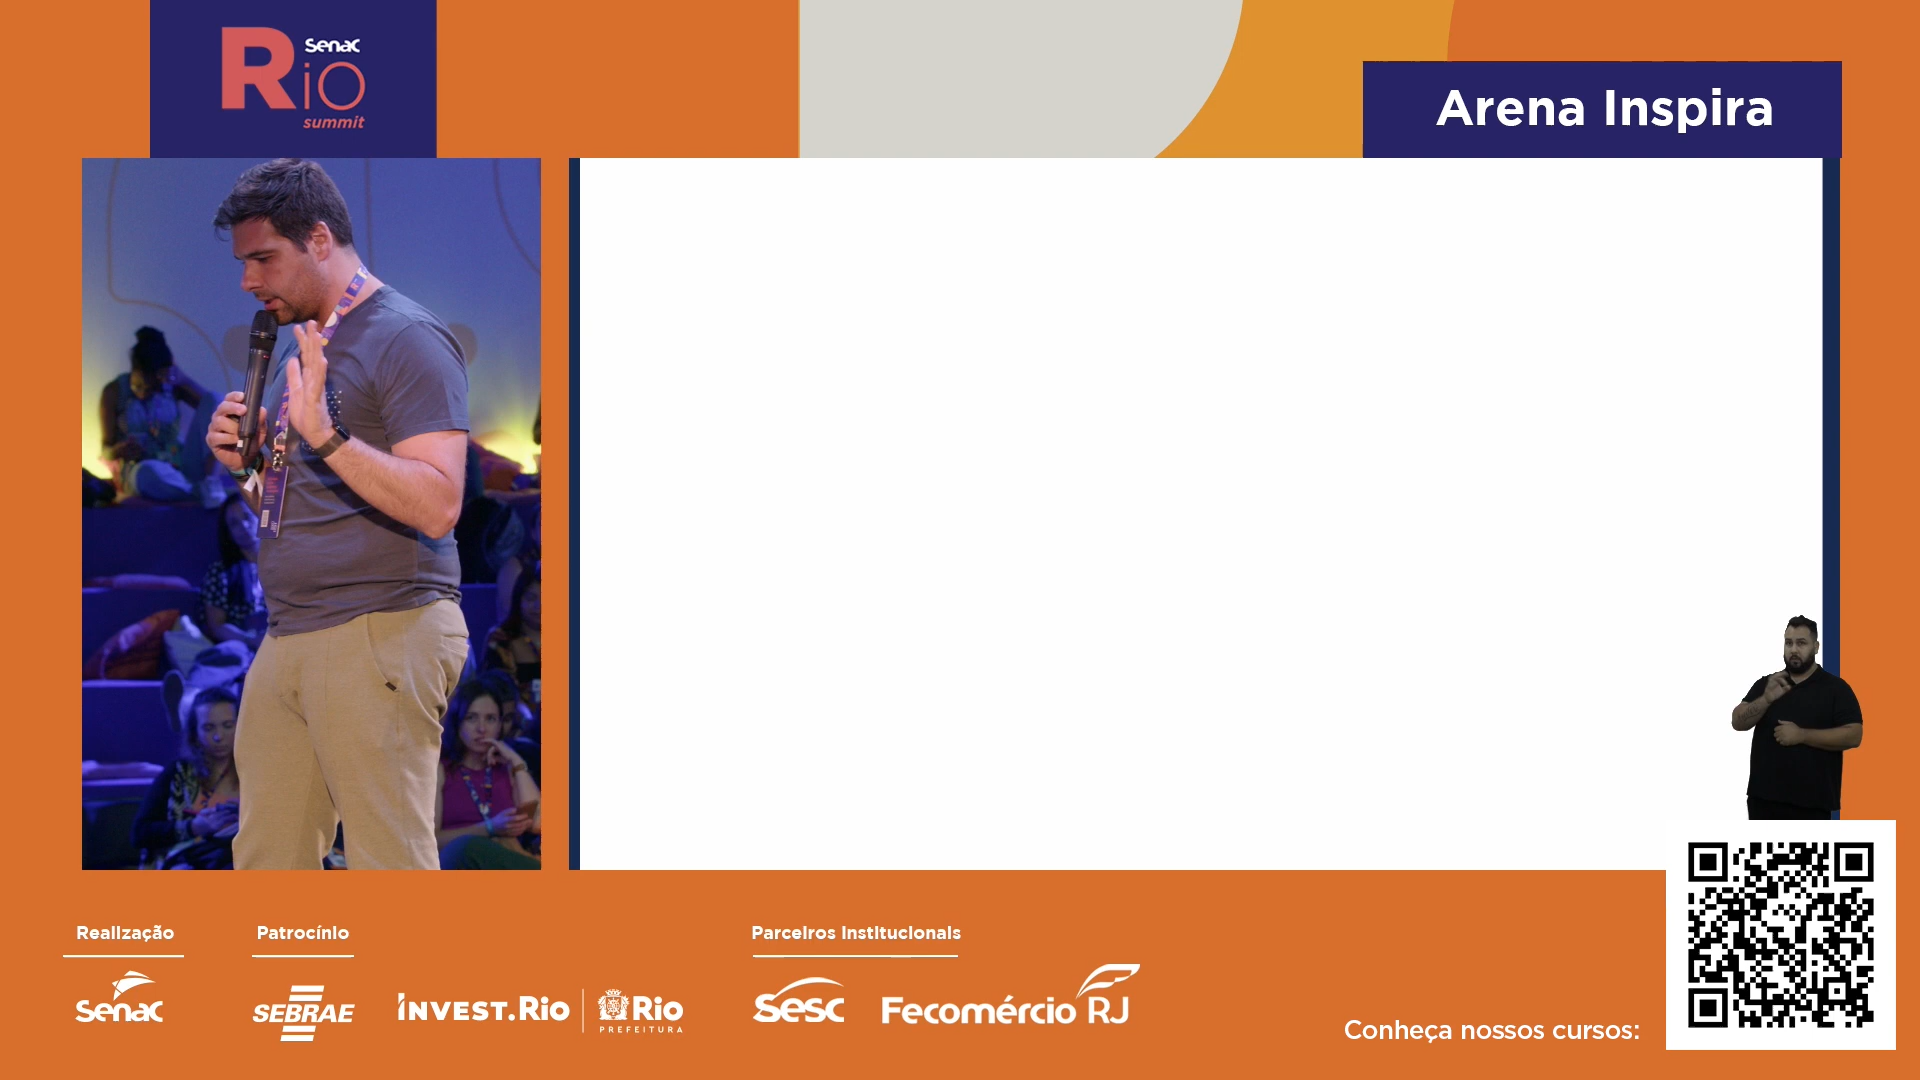 Senac
Rio
summit
Arena Inspira
Realização
Patrocínio
Parceiros Institucionais
Senac
SEBRAE
INVEST.Rio
Rio
PREFEITURA
Sesc
Fecomércio RJ
Conheça nossos cursos: